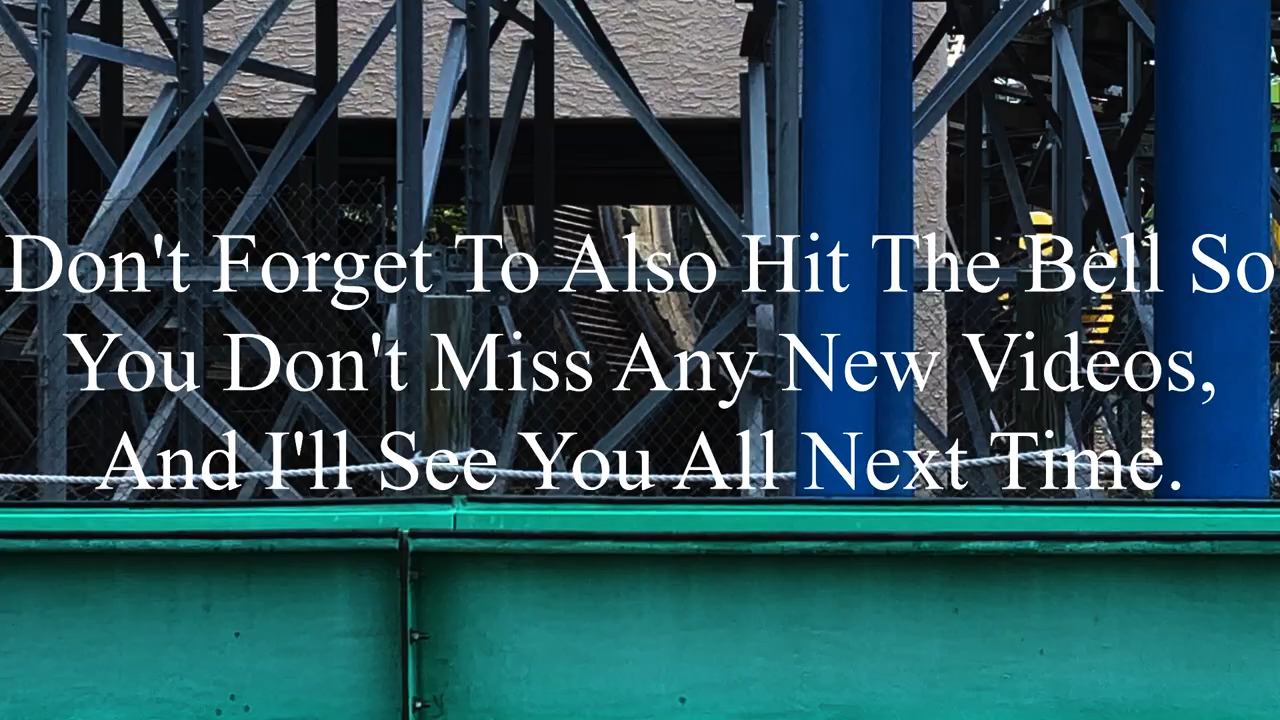 Don't Forget To Also Hit The Bell So
You Don't Miss Any New Videos,
And I'll See You All Next Time.